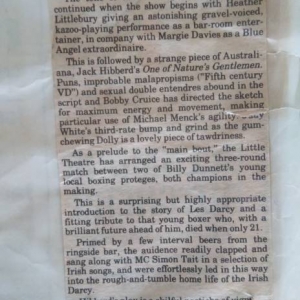 continued when the show begins with Heather
Littlebury giving an astonishing gravel-voiced,
kazoo-playing performance as a bar-room enter-
tainer, in company with Margie Davies as a Blue
Angel extraordinaire.
This is followed by a strange piece of Australi-
ana, Jack Hibberd's One of Nature's Gentlemen.
Puns, improbable malapropisms ("Fifth century
VD") and sexual double entendres abound in the
script and Bobby Cruice has directed the sketch
for maximum energy and movement, making
particular use of Michael Menck's agility.
White's third-rate bump and grind as the gum-
chewing Dolly is a lovely piece of tawdriness.
As a prelude to the "main bout," the Little
Theatre has arranged an exciting three-round
match between two of Billy Dunnett's young
local boxing proteges, both champions in the
making.
This is a surprising but highly appropriate
introduction to the story of Les Darcy and a
fitting tribute to that young boxer who, with a
brilliant future ahead of him, died when only 21.
Primed by a few interval beers from the
ringside bar, the auidence readily clapped and
sang along with MC Simon Tait in a selection of
Irish songs, and were effortlessly led in this way
into the rough-and-tumble home life of the Irish
Darcy.